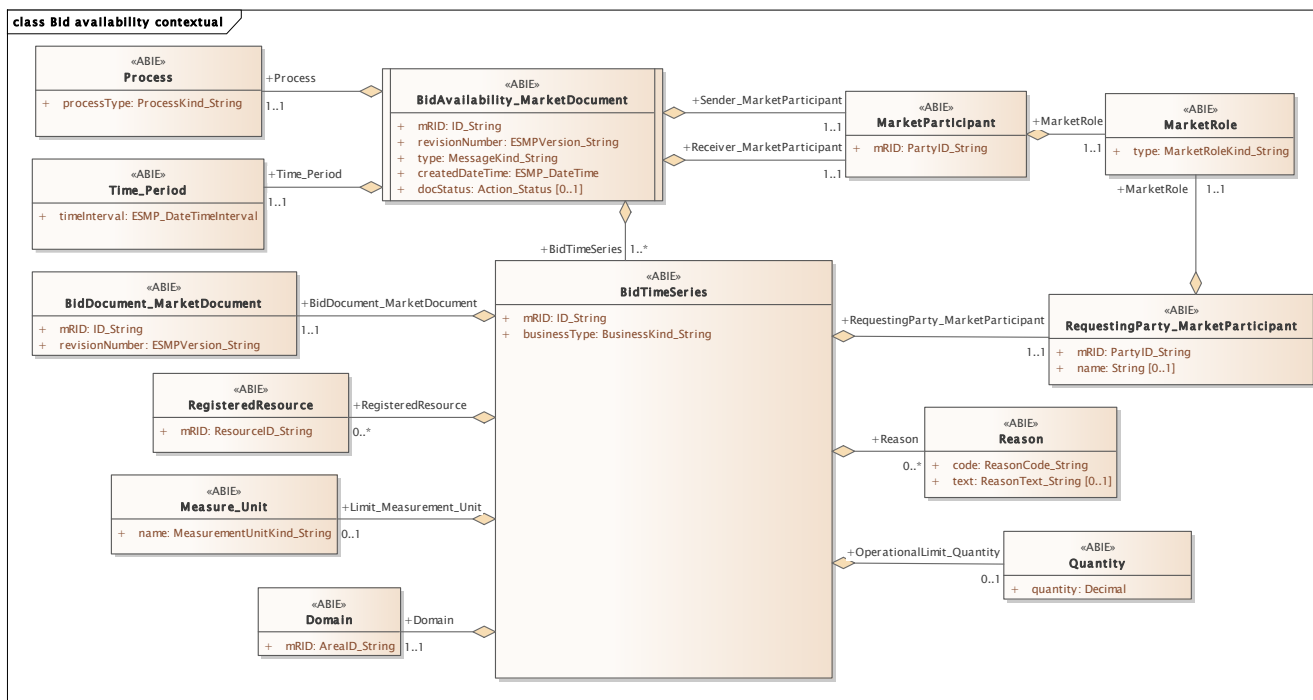 class Bid availability contextual
«ABIE»
Process
+ processType: ProcessKind_String
+Process
1..1
«ABIE»
BidAvailability_MarketDocument
+ mRID: ID_String
+ revisionNumber: ESMPVersion_String
+ type: MessageKind_String
+ createdDateTime: ESMP_DateTime
+ docStatus: Action_Status [0..1]
+Sender_MarketParticipant
1..1
+Receiver_MarketParticipant
1..1
«ABIE»
MarketParticipant
+ mRID: PartyID_String
+MarketRole
1..1
«ABIE»
MarketRole
+ type: MarketRoleKind_String
+MarketRole
1..1
«ABIE»
Time_Period
+ timeInterval: ESMP_DateTimeInterval
+Time_Period
1..1
+BidTimeSeries
1..*
«ABIE»
BidDocument_MarketDocument
+ mRID: ID_String
+ revisionNumber: ESMPVersion_String
+BidDocument_MarketDocument
1..1
«ABIE»
BidTimeSeries
+ mRID: ID_String
+ businessType: BusinessKind_String
+RequestingParty_MarketParticipant
1..1
«ABIE»
RequestingParty_MarketParticipant
+ mRID: PartyID_String
+ name: String [0..1]
«ABIE»
RegisteredResource
+ mRID: ResourceID_String
+RegisteredResource
0..*
+Reason
0..*
«ABIE»
Reason
+ code: ReasonCode_String
+ text: ReasonText_String [0..1]
«ABIE»
Measure_Unit
+ name: MeasurementUnitKind_String
+Limit_Measurement_Unit
0..1
+OperationalLimit_Quantity
0..1
«ABIE»
Quantity
+ quantity: Decimal
«ABIE»
Domain
+ mRID: AreaID_String
+Domain
1..1